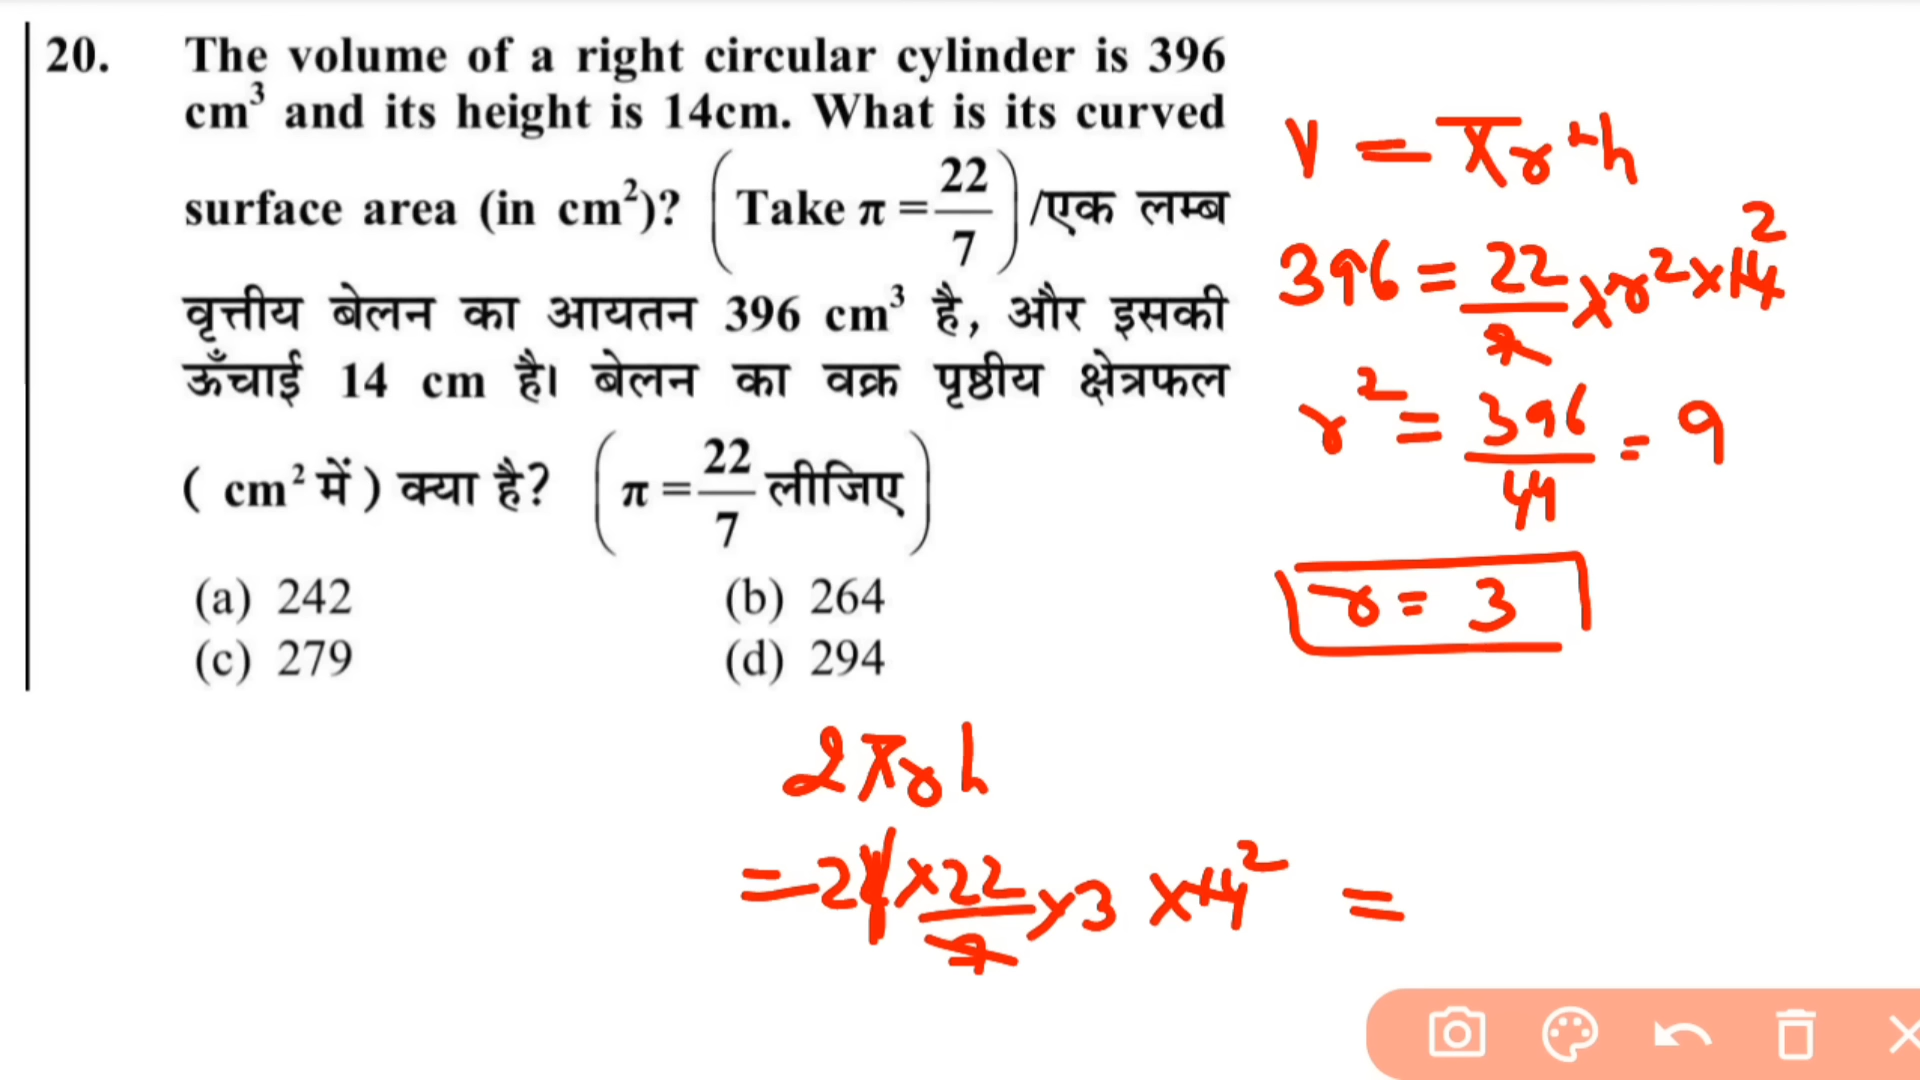 20. The volume of a right circular cylinder is 396
cm³ and its height is 14cm. What is its curved
surface area (in cm²)? (Take π = 22/7) /एक लम्ब
वृत्तीय बेलन का आयतन 396 cm³ है, और इसकी
ऊँचाई 14 cm है। बेलन का वक्र पृष्ठीय क्षेत्रफल
( cm² में ) क्या है? (π = 22/7 लीजिए)
(a) 242 (b) 264
(c) 279 (d) 294
V = πr²h
396 = 22/7 × r² × 14 2
r² = 396/44 = 9
r = 3
2πrh
= 2 × 22/7 × 3 × 14 2 =